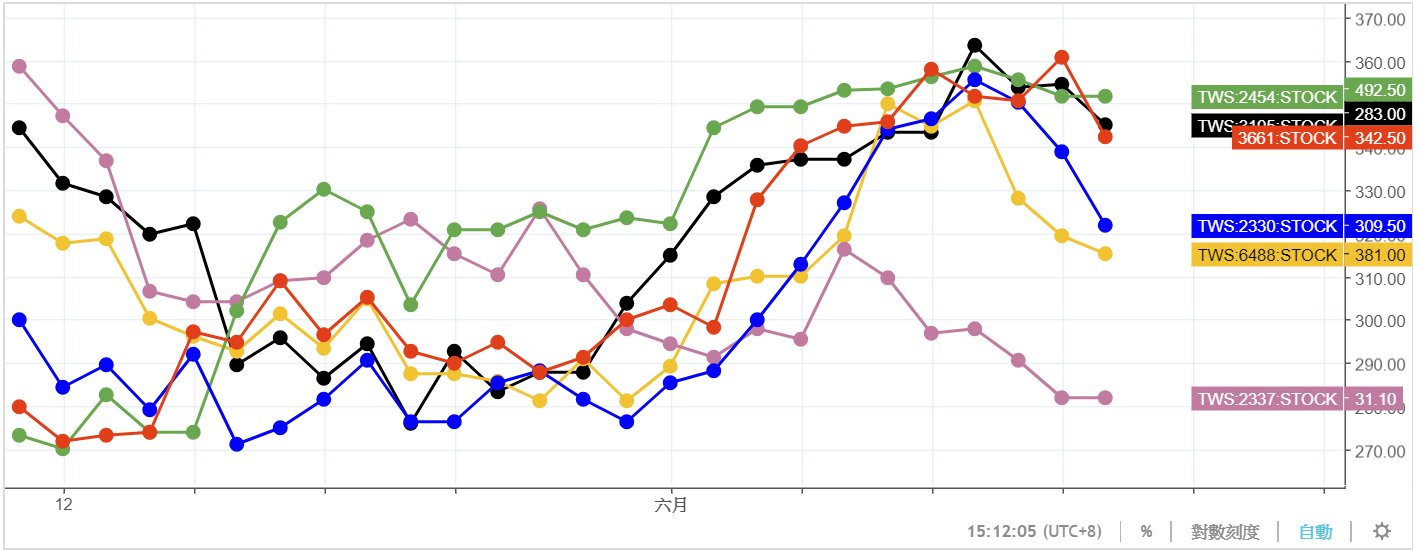 370.00
360.00
TWS:2454:STOCK 492.50
283.00
3661:STOCK 342.50
340.00
330.00
TWS:2330:STOCK 309.50
TWS:6488:STOCK 381.00
310.00
300.00
290.00
TWS:2337:STOCK 31.10
270.00
12 六月
15:12:05 (UTC+8) % 對數刻度 自動